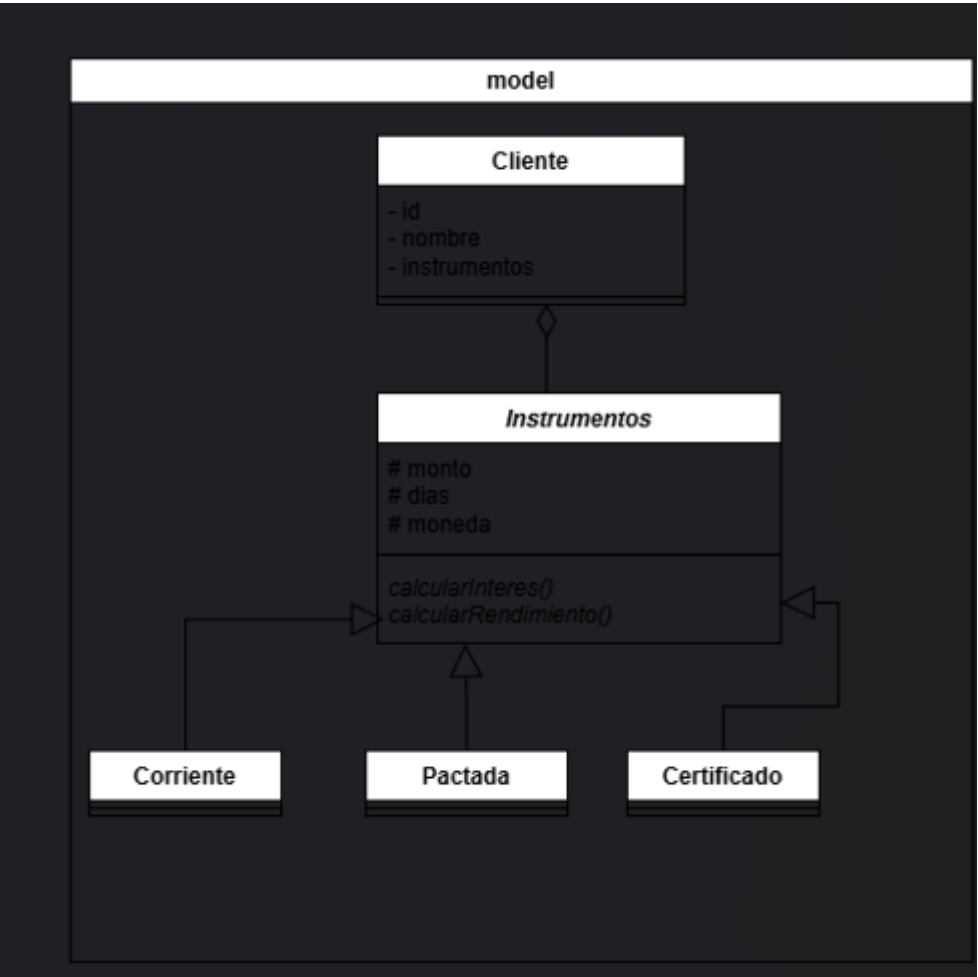 model
Cliente
- id
- nombre
- instrumentos
Instrumentos
# monto
# dias
# moneda
calcularInteres()
calcularRendimiento()
Corriente
Pactada
Certificado